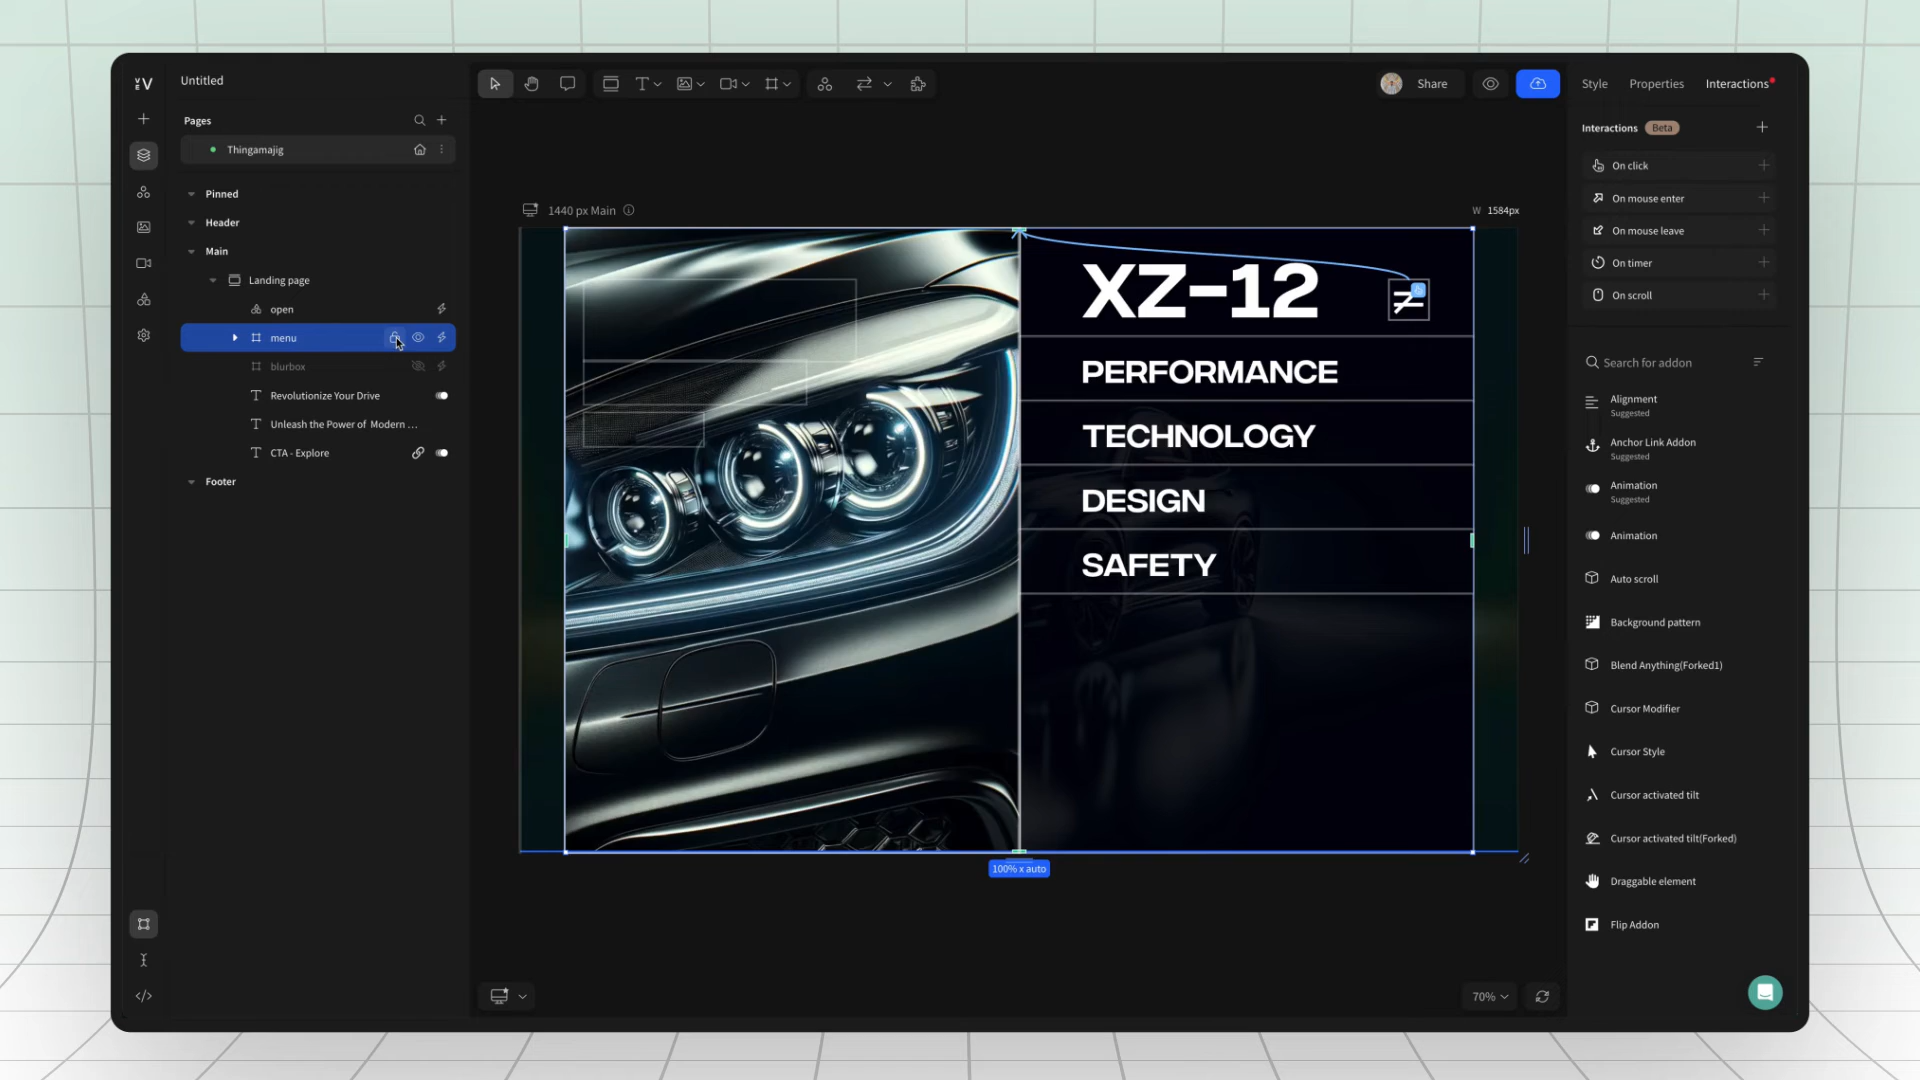 Untitled
Share
Style
Properties
Interactions
Pages
Thingamajig
Pinned
Header
Main
Landing page
open
menu
blurbox
Revolutionize Your Drive
Unleash the Power of Modern ...
CTA - Explore
Footer
1440 px Main
W 1584px
XZ-12
PERFORMANCE
TECHNOLOGY
DESIGN
SAFETY
100% x auto
70%
Interactions Beta
On click
On mouse enter
On mouse leave
On timer
On scroll
Search for addon
Alignment
Suggested
Anchor Link Addon
Suggested
Animation
Suggested
Animation
Auto scroll
Background pattern
Blend Anything(Forked1)
Cursor Modifier
Cursor Style
Cursor activated tilt
Cursor activated tilt(Forked)
Draggable element
Flip Addon